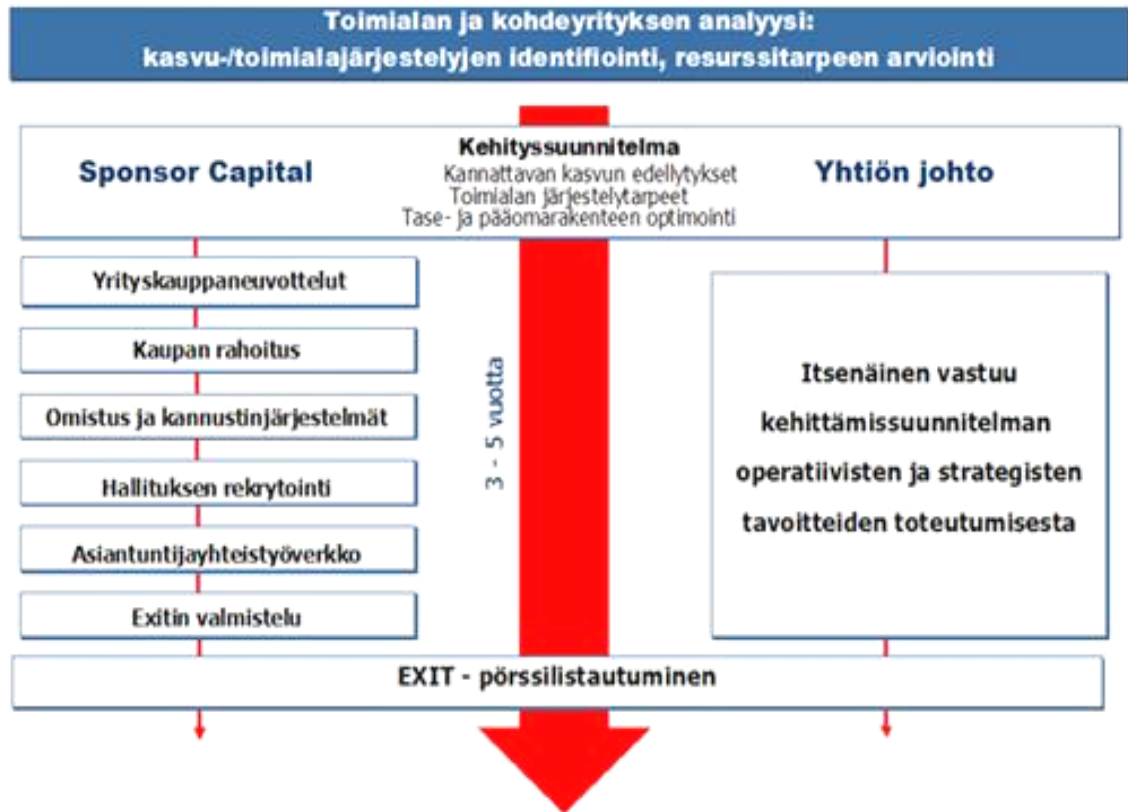 Toimialan ja kohdeyrityksen analyysi:
kasvu-/toimialajärjestelyjen identifiointi, resurssitarpeen arviointi
Sponsor Capital
Kehityssuunnitelma
Kannattavan kasvun edellytykset
Toimialan järjestelytarpeet
Tase- ja pääomarakenteen optimointi
Yhtiön johto
Yrityskauppaneuvottelut
Kaupan rahoitus
Omistus ja kannustinjärjestelmät
Hallituksen rekrytointi
Asiantuntijayhteistyöverkko
Exitin valmistelu
3 - 5 vuotta
Itsenäinen vastuu
kehittämissuunnitelman
operatiivisten ja strategisten
tavoitteiden toteutumisesta
EXIT - pörssilistautuminen